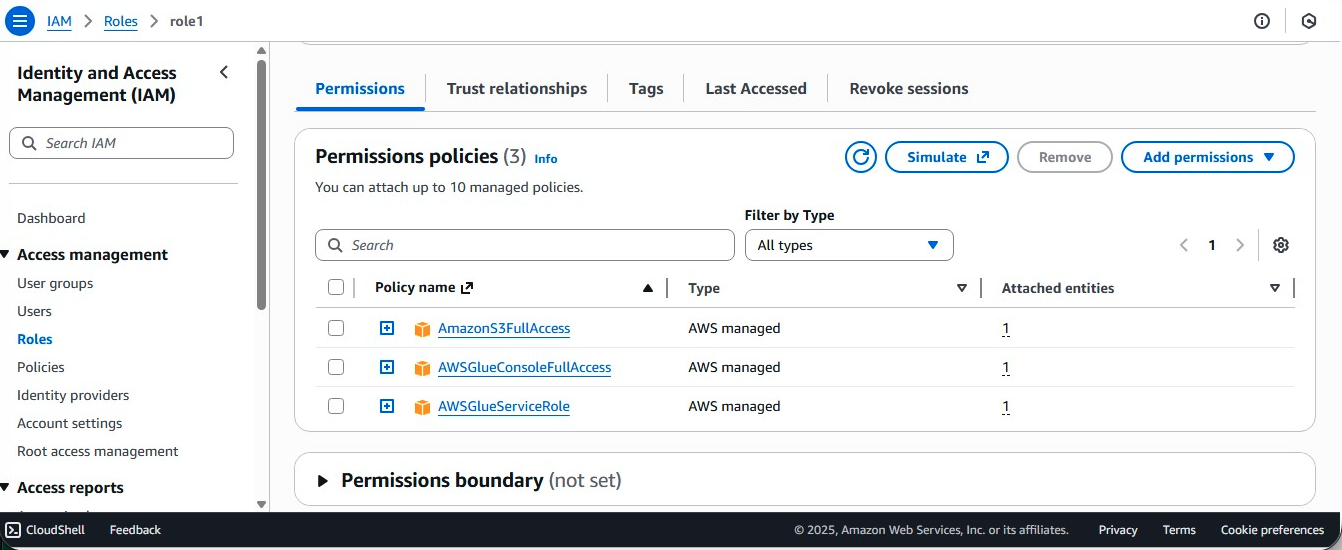 IAM > Roles > role1
Identity and Access
Management (IAM)
Search IAM
Dashboard
Access management
User groups
Users
Roles
Policies
Identity providers
Account settings
Root access management
Access reports
Permissions Trust relationships Tags Last Accessed Revoke sessions
Permissions policies (3) Info
You can attach up to 10 managed policies.
Simulate Remove Add permissions
Filter by Type
Search All types 1
Policy name Type Attached entities
AmazonS3FullAccess AWS managed 1
AWSGlueConsoleFullAccess AWS managed 1
AWSGlueServiceRole AWS managed 1
Permissions boundary (not set)
CloudShell Feedback © 2025, Amazon Web Services, Inc. or its affiliates. Privacy Terms Cookie preferences